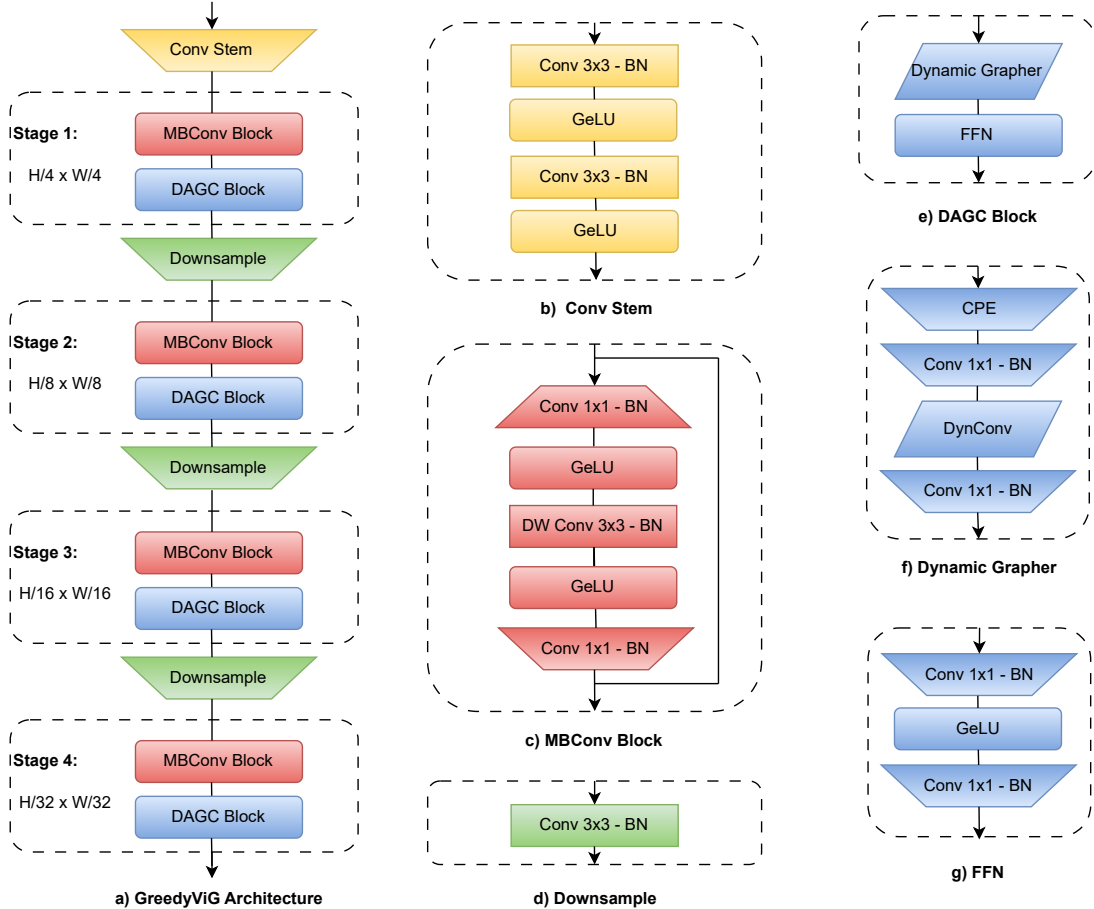 Conv Stem
Stage 1:
H/4 x W/4
MBConv Block
DAGC Block
Downsample
Stage 2:
H/8 x W/8
MBConv Block
DAGC Block
Downsample
Stage 3:
H/16 x W/16
MBConv Block
DAGC Block
Downsample
Stage 4:
H/32 x W/32
MBConv Block
DAGC Block
a) GreedyViG Architecture
Conv 3x3 - BN
GeLU
Conv 3x3 - BN
GeLU
b) Conv Stem
Conv 1x1 - BN
GeLU
DW Conv 3x3 - BN
GeLU
Conv 1x1 - BN
c) MBConv Block
Conv 3x3 - BN
d) Downsample
Dynamic Grapher
FFN
e) DAGC Block
CPE
Conv 1x1 - BN
DynConv
Conv 1x1 - BN
f) Dynamic Grapher
Conv 1x1 - BN
GeLU
Conv 1x1 - BN
g) FFN